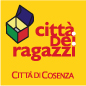 città
dei
ragazzi
CITTÀ DI COSENZA